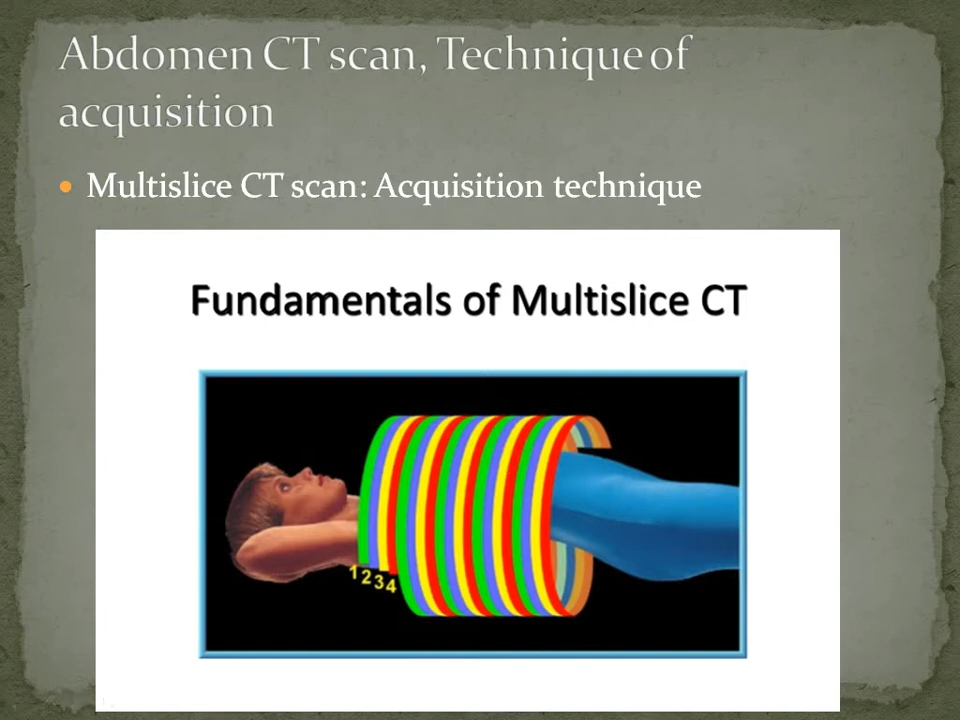 Abdomen CT scan, Technique of
acquisition
Multislice CT scan: Acquisition technique
Fundamentals of Multislice CT
1234